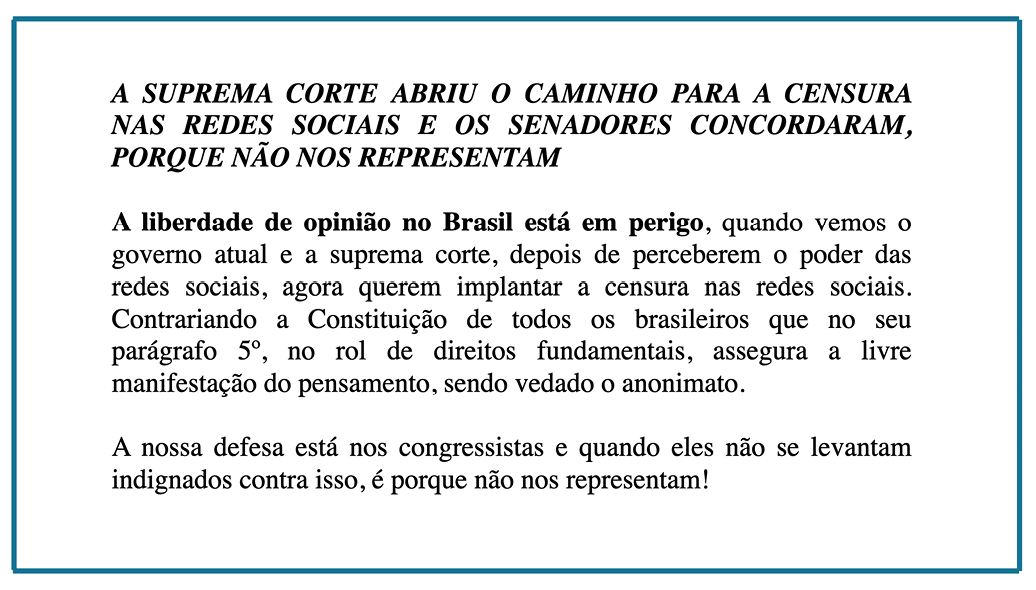 A SUPREMA CORTE ABRIU O CAMINHO PARA A CENSURA
NAS REDES SOCIAIS E OS SENADORES CONCORDARAM,
PORQUE NÃO NOS REPRESENTAM
A liberdade de opinião no Brasil está em perigo, quando vemos o
governo atual e a suprema corte, depois de perceberem o poder das
redes sociais, agora querem implantar a censura nas redes sociais.
Contrariando a Constituição de todos os brasileiros que no seu
parágrafo 5º, no rol de direitos fundamentais, assegura a livre
manifestação do pensamento, sendo vedado o anonimato.
A nossa defesa está nos congressistas e quando eles não se levantam
indignados contra isso, é porque não nos representam!